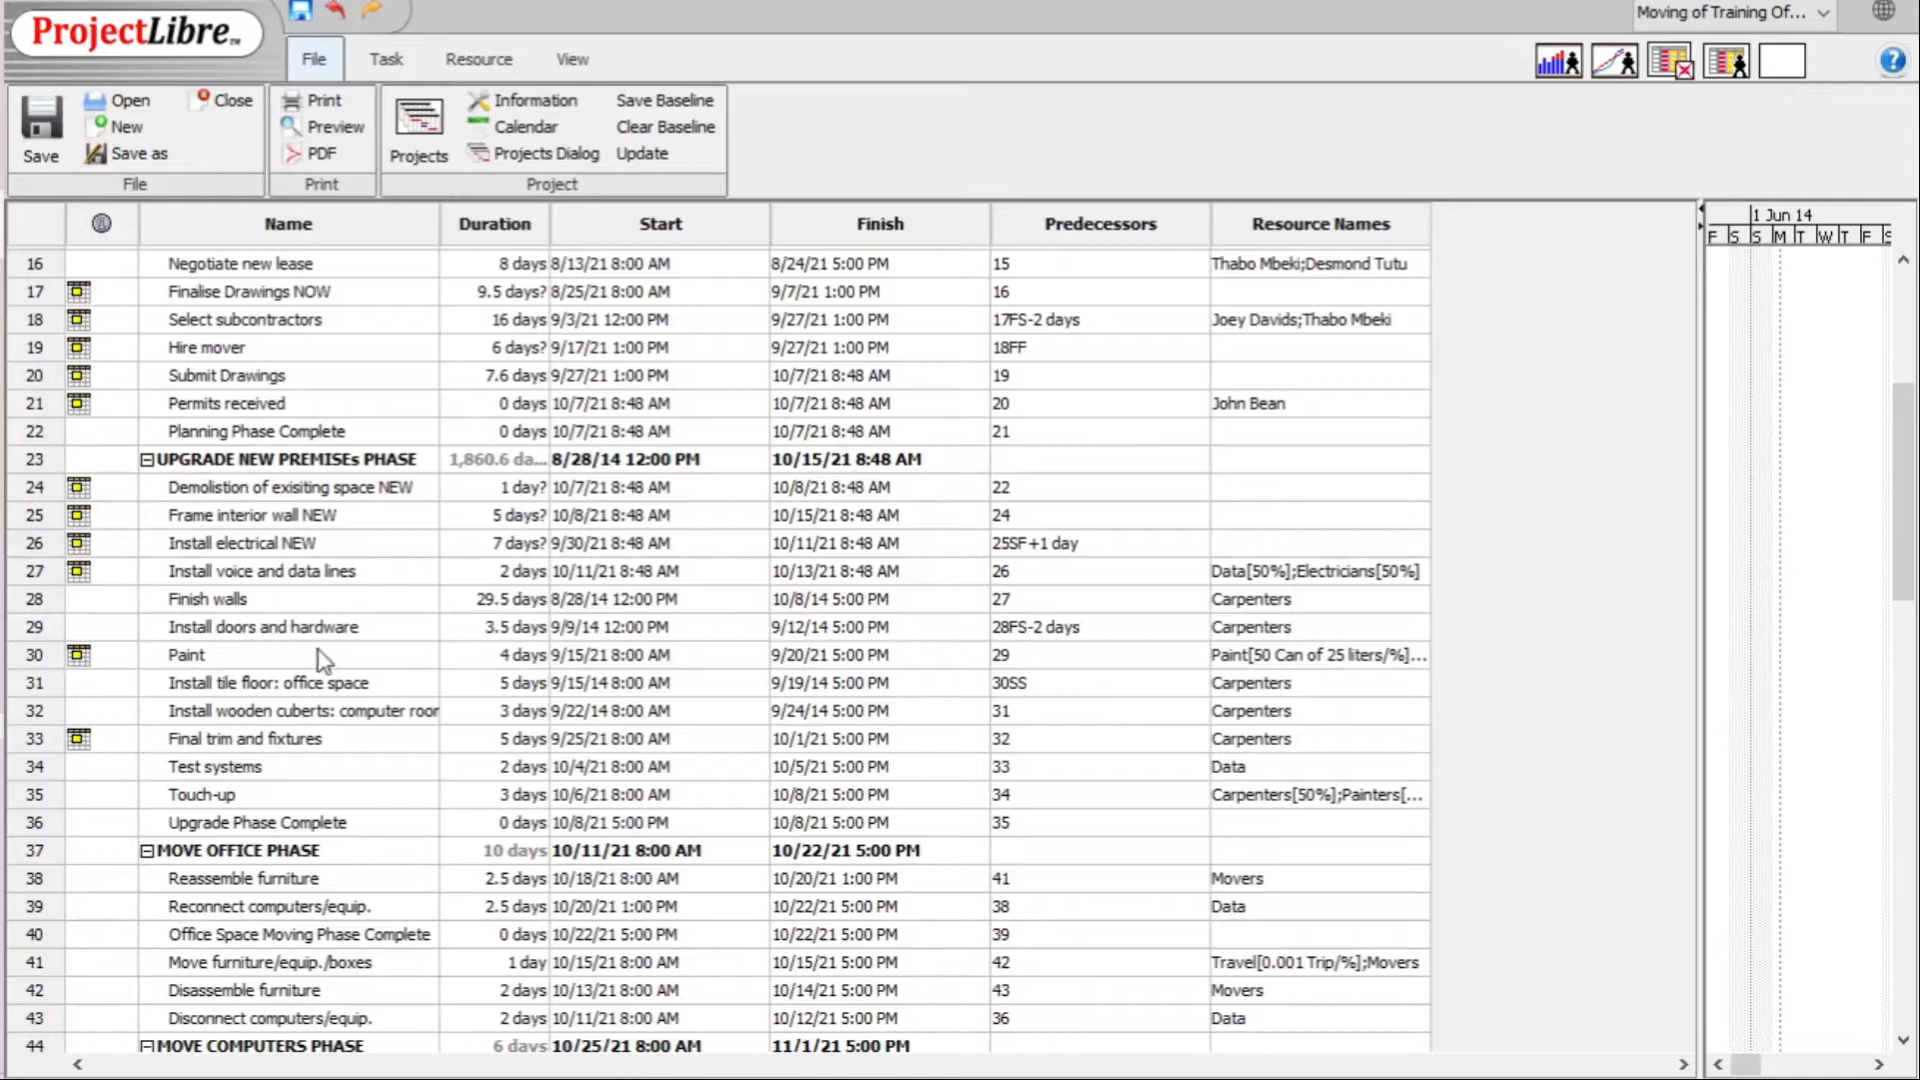 ProjectLibre TM
Moving of Training Of...
File Task Resource View
Save Open New Save as Close
File
Print Preview PDF
Print
Projects Information Calendar Projects Dialog Save Baseline Clear Baseline Update
Project
Name Duration Start Finish Predecessors Resource Names
1 Jun 14
F S S M T W T F S
16 Negotiate new lease 8 days 8/13/21 8:00 AM 8/24/21 5:00 PM 15 Thabo Mbeki;Desmond Tutu
17 Finalise Drawings NOW 9.5 days? 8/25/21 8:00 AM 9/7/21 1:00 PM 16
18 Select subcontractors 16 days 9/3/21 12:00 PM 9/27/21 1:00 PM 17FS-2 days Joey Davids;Thabo Mbeki
19 Hire mover 6 days? 9/17/21 1:00 PM 9/27/21 1:00 PM 18FF
20 Submit Drawings 7.6 days 9/27/21 1:00 PM 10/7/21 8:48 AM 19
21 Permits received 0 days 10/7/21 8:48 AM 10/7/21 8:48 AM 20 John Bean
22 Planning Phase Complete 0 days 10/7/21 8:48 AM 10/7/21 8:48 AM 21
23 UPGRADE NEW PREMISEs PHASE 1,860.6 da... 8/28/14 12:00 PM 10/15/21 8:48 AM
24 Demolistion of exisiting space NEW 1 day? 10/7/21 8:48 AM 10/8/21 8:48 AM 22
25 Frame interior wall NEW 5 days? 10/8/21 8:48 AM 10/15/21 8:48 AM 24
26 Install electrical NEW 7 days? 9/30/21 8:48 AM 10/11/21 8:48 AM 25SF+1 day
27 Install voice and data lines 2 days 10/11/21 8:48 AM 10/13/21 8:48 AM 26 Data[50%];Electricians[50%]
28 Finish walls 29.5 days 8/28/14 12:00 PM 10/8/14 5:00 PM 27 Carpenters
29 Install doors and hardware 3.5 days 9/9/14 12:00 PM 9/12/14 5:00 PM 28FS-2 days Carpenters
30 Paint 4 days 9/15/21 8:00 AM 9/20/21 5:00 PM 29 Paint[50 Can of 25 liters/%]...
31 Install tile floor: office space 5 days 9/15/14 8:00 AM 9/19/14 5:00 PM 30SS Carpenters
32 Install wooden cuberts: computer roor 3 days 9/22/14 8:00 AM 9/24/14 5:00 PM 31 Carpenters
33 Final trim and fixtures 5 days 9/25/21 8:00 AM 10/1/21 5:00 PM 32 Carpenters
34 Test systems 2 days 10/4/21 8:00 AM 10/5/21 5:00 PM 33 Data
35 Touch-up 3 days 10/6/21 8:00 AM 10/8/21 5:00 PM 34 Carpenters[50%];Painters[...
36 Upgrade Phase Complete 0 days 10/8/21 5:00 PM 10/8/21 5:00 PM 35
37 MOVE OFFICE PHASE 10 days 10/11/21 8:00 AM 10/22/21 5:00 PM
38 Reassemble furniture 2.5 days 10/18/21 8:00 AM 10/20/21 1:00 PM 41 Movers
39 Reconnect computers/equip. 2.5 days 10/20/21 1:00 PM 10/22/21 5:00 PM 38 Data
40 Office Space Moving Phase Complete 0 days 10/22/21 5:00 PM 10/22/21 5:00 PM 39
41 Move furniture/equip./boxes 1 day 10/15/21 8:00 AM 10/15/21 5:00 PM 42 Travel[0.001 Trip/%];Movers
42 Disassemble furniture 2 days 10/13/21 8:00 AM 10/14/21 5:00 PM 43 Movers
43 Disconnect computers/equip. 2 days 10/11/21 8:00 AM 10/12/21 5:00 PM 36 Data
44 MOVE COMPUTERS PHASE 6 days 10/25/21 8:00 AM 11/1/21 5:00 PM